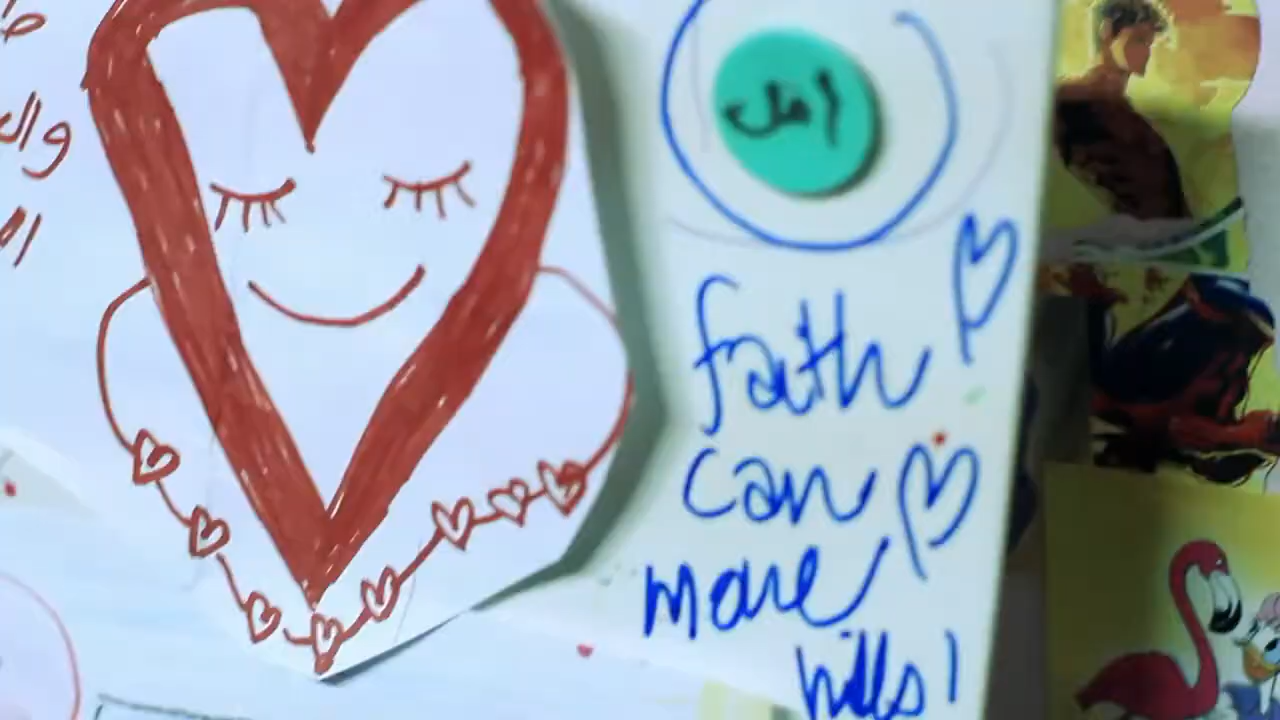 امل
faith
can
move
hills!